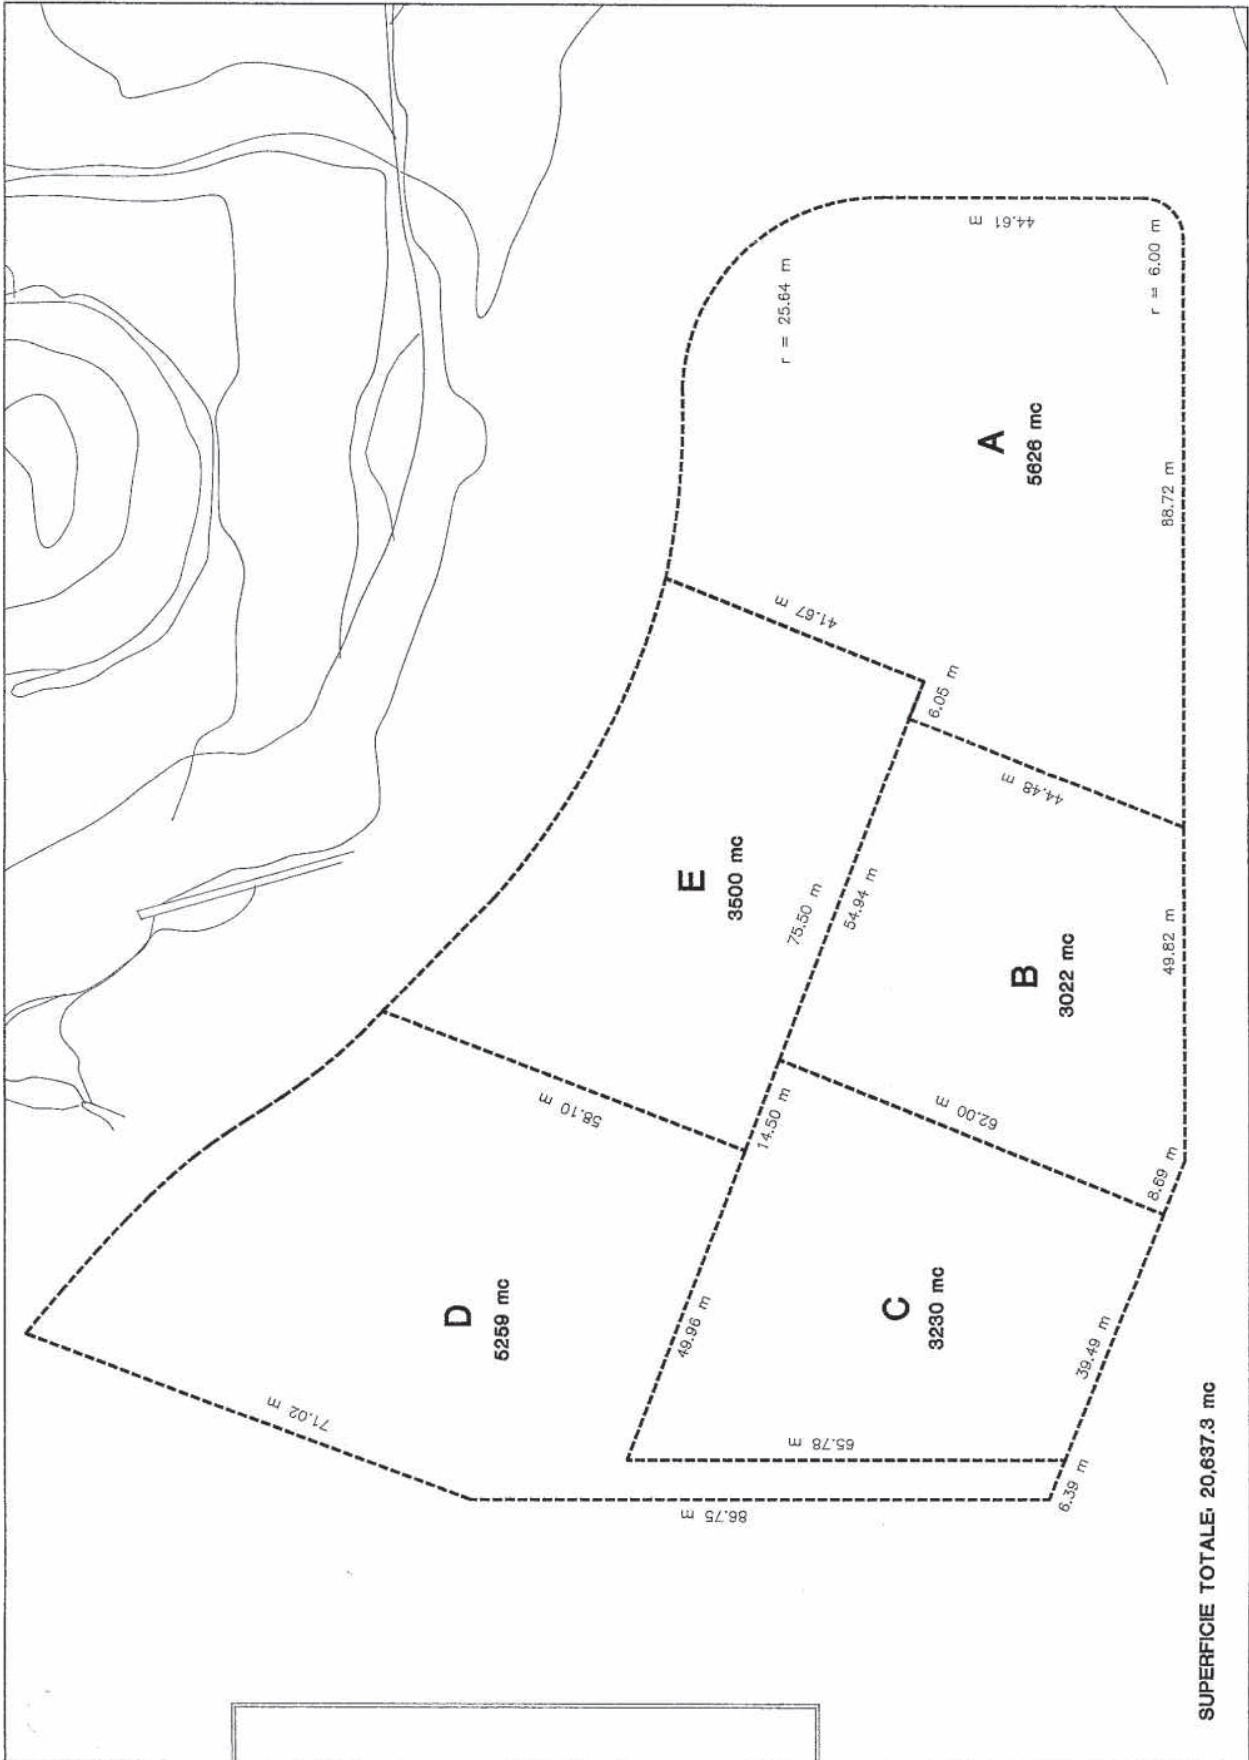 D
5259 mc
E
3500 mc
A
5626 mc
C
3230 mc
B
3022 mc
71.02 m
86.75 m
6.39 m
65.78 m
49.96 m
39.49 m
58.10 m
14.50 m
62.00 m
8.69 m
75.50 m
54.94 m
49.82 m
41.67 m
6.05 m
44.48 m
88.72 m
r = 25.64 m
44.61 m
r = 6.00 m
SUPERFICIE TOTALE: 20,637.3 mc